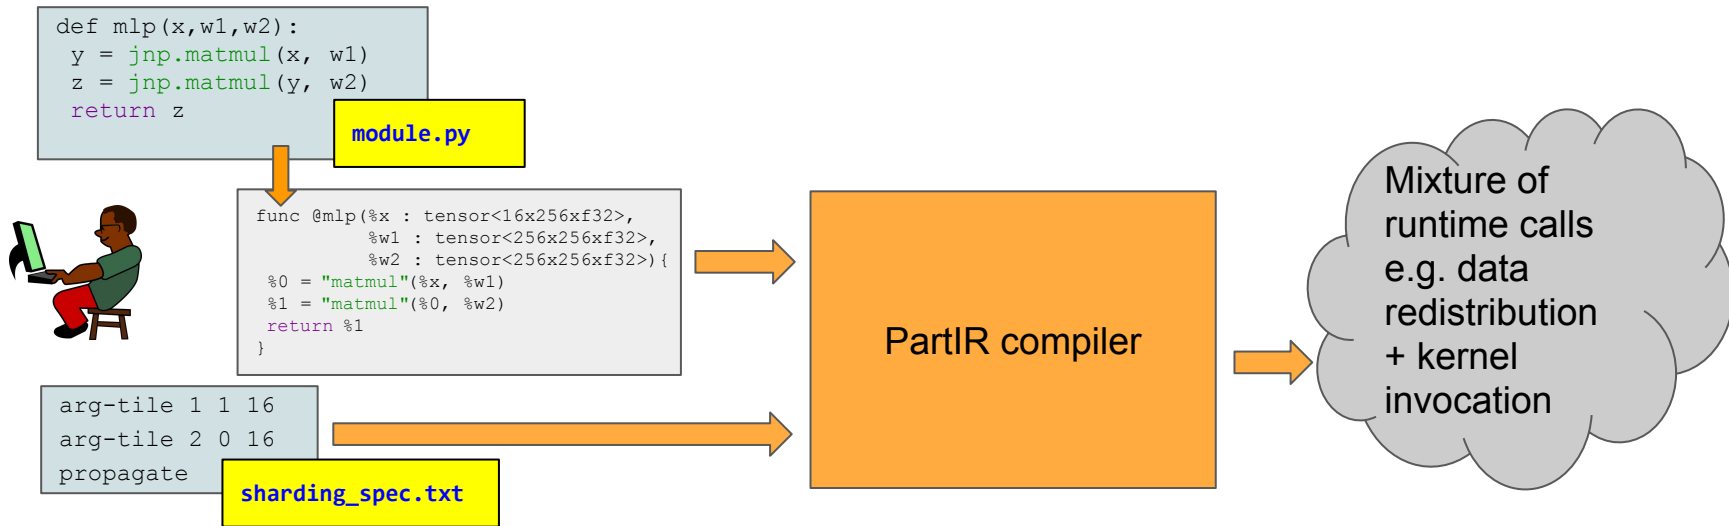 def mlp(x,w1,w2):
 y = jnp.matmul(x, w1)
 z = jnp.matmul(y, w2)
 return z
module.py
func @mlp(%x : tensor<16x256xf32>,
          %w1 : tensor<256x256xf32>,
          %w2 : tensor<256x256xf32>){
 %0 = "matmul"(%x, %w1)
 %1 = "matmul"(%0, %w2)
 return %1
}
arg-tile 1 1 16
arg-tile 2 0 16
propagate
sharding_spec.txt
PartIR compiler
Mixture of
runtime calls
e.g. data
redistribution
+ kernel
invocation